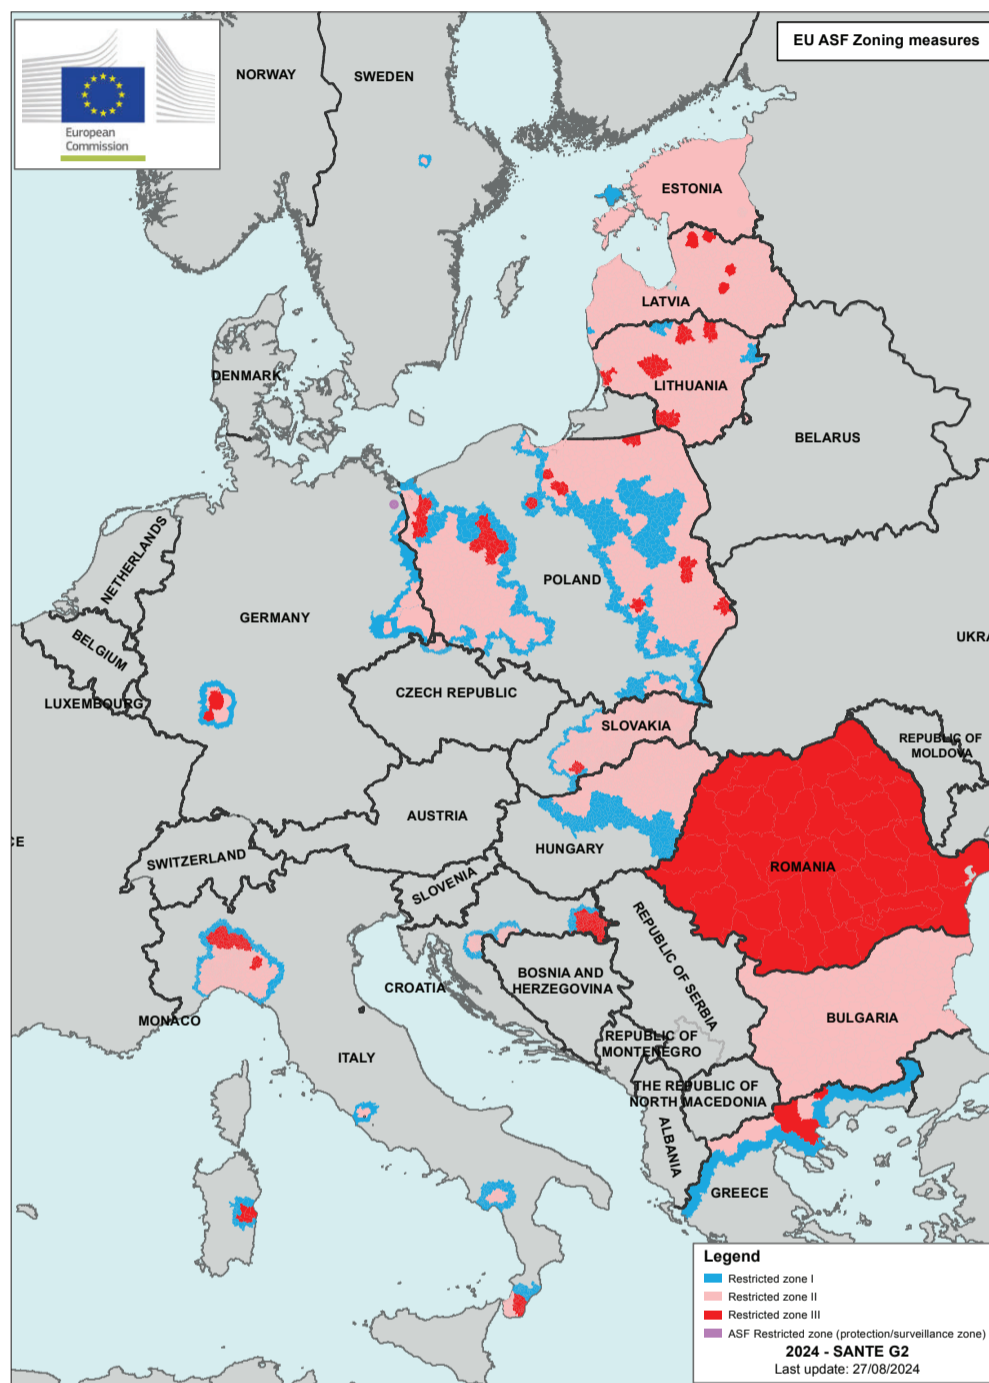 EU ASF Zoning measures
European
Commission
NORWAY
SWEDEN
ESTONIA
LATVIA
DENMARK
LITHUANIA
BELARUS
NETHERLANDS
POLAND
GERMANY
BELGIUM
UKRA
LUXEMBOURG
CZECH REPUBLIC
SLOVAKIA
REPUBLIC OF
MOLDOVA
AUSTRIA
CE
HUNGARY
SWITZERLAND
ROMANIA
SLOVENIA
REPUBLIC OF SERBIA
BOSNIA AND
HERZEGOVINA
CROATIA
MONACO
BULGARIA
REPUBLIC OF
MONTENEGRO
ITALY
THE REPUBLIC OF
NORTH MACEDONIA
ALBANIA
GREECE
Legend
Restricted zone I
Restricted zone II
Restricted zone III
ASF Restricted zone (protection/surveillance zone)
2024 - SANTE G2
Last update: 27/08/2024